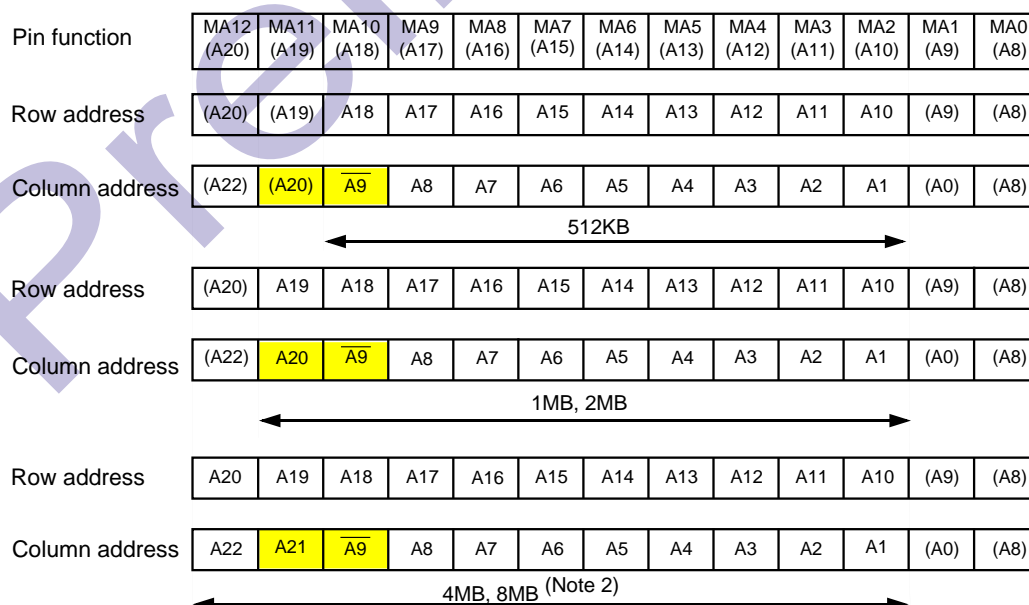 Pin function MA12 (A20) MA11 (A19) MA10 (A18) MA9 (A17) MA8 (A16) MA7 (A15) MA6 (A14) MA5 (A13) MA4 (A12) MA3 (A11) MA2 (A10) MA1 (A9) MA0 (A8)
Row address (A20) (A19) A18 A17 A16 A15 A14 A13 A12 A11 A10 (A9) (A8)
Column address (A22) (A20) A̅9̅ A8 A7 A6 A5 A4 A3 A2 A1 (A0) (A8)
512KB
Row address (A20) A19 A18 A17 A16 A15 A14 A13 A12 A11 A10 (A9) (A8)
Column address (A22) A20 A̅9̅ A8 A7 A6 A5 A4 A3 A2 A1 (A0) (A8)
1MB, 2MB
Row address A20 A19 A18 A17 A16 A15 A14 A13 A12 A11 A10 (A9) (A8)
Column address A22 A21 A̅9̅ A8 A7 A6 A5 A4 A3 A2 A1 (A0) (A8)
4MB, 8MB (Note 2)